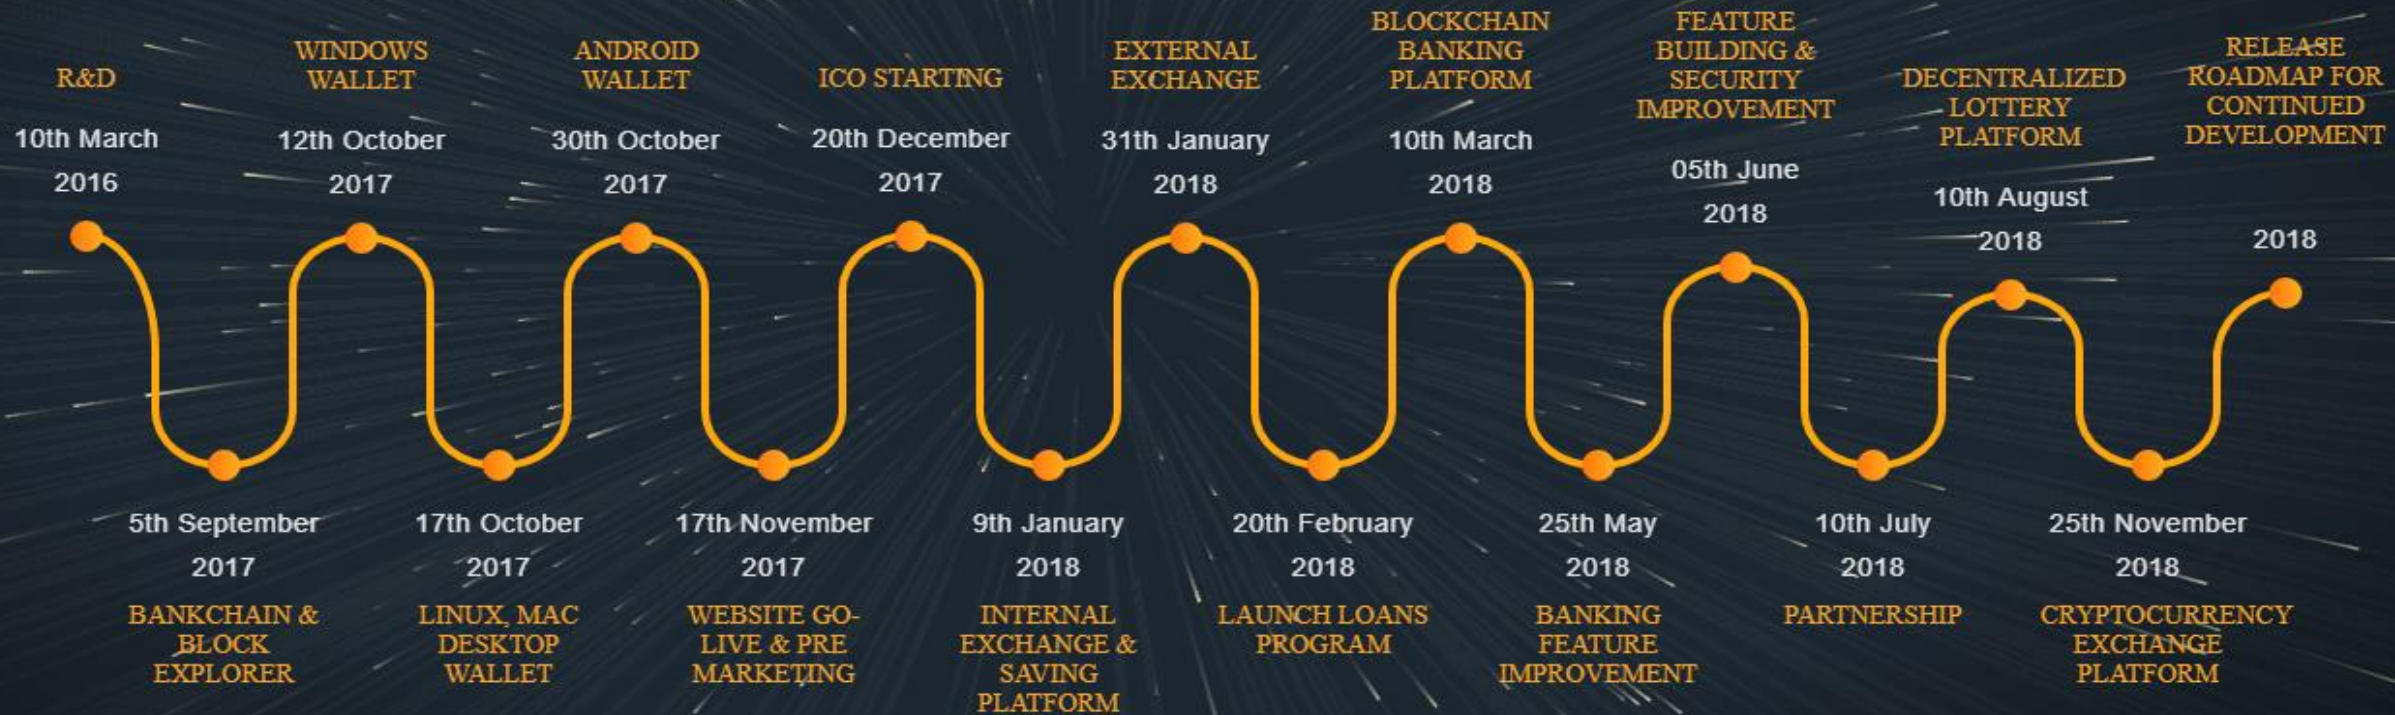 R&D
10th March
2016
5th September
2017
BANKCHAIN &
BLOCK
EXPLORER
WINDOWS
WALLET
12th October
2017
17th October
2017
LINUX, MAC
DESKTOP
WALLET
ANDROID
WALLET
30th October
2017
17th November
2017
WEBSITE GO-
LIVE & PRE
MARKETING
ICO STARTING
20th December
2017
9th January
2018
INTERNAL
EXCHANGE &
SAVING
PLATFORM
EXTERNAL
EXCHANGE
31th January
2018
20th February
2018
LAUNCH LOANS
PROGRAM
BLOCKCHAIN
BANKING
PLATFORM
10th March
2018
25th May
2018
BANKING
FEATURE
IMPROVEMENT
FEATURE
BUILDING &
SECURITY
IMPROVEMENT
05th June
2018
10th July
2018
PARTNERSHIP
DECENTRALIZED
LOTTERY
PLATFORM
10th August
2018
25th November
2018
CRYPTOCURRENCY
EXCHANGE
PLATFORM
RELEASE
ROADMAP FOR
CONTINUED
DEVELOPMENT
2018